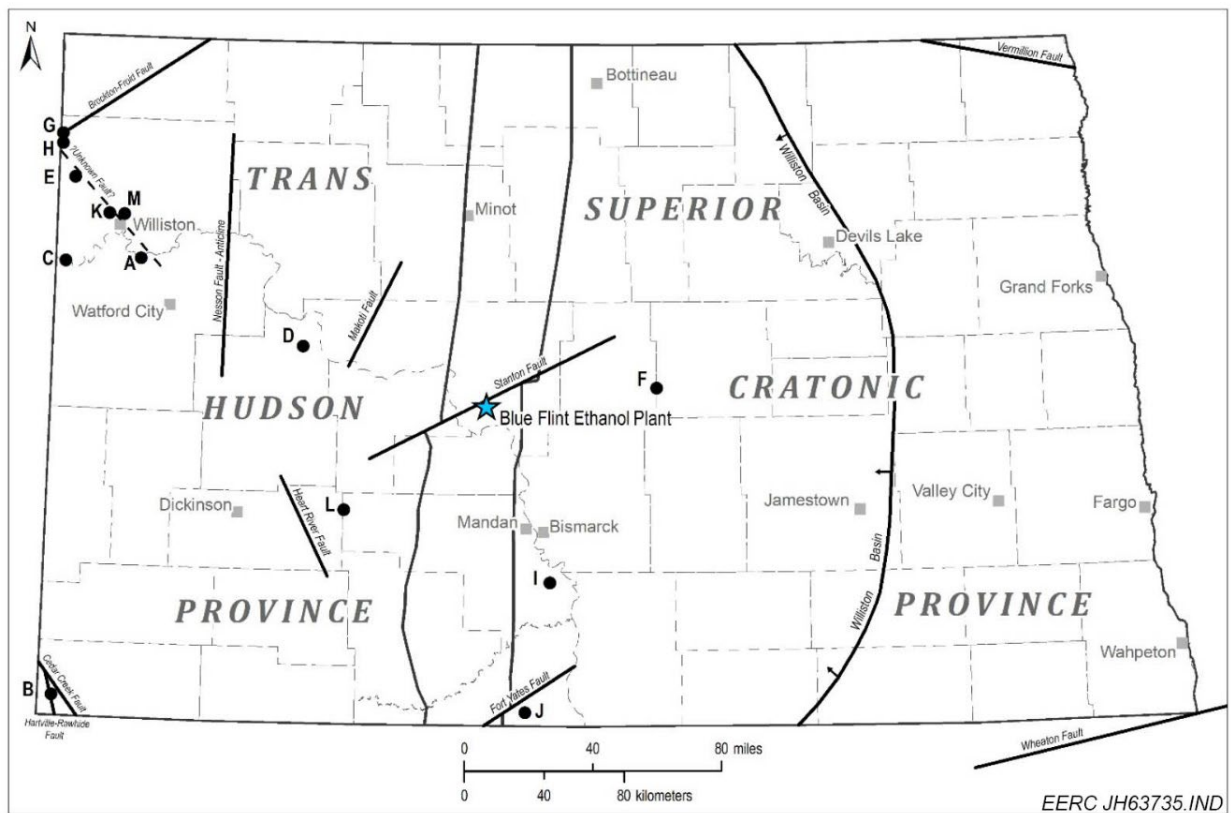 N
Brockton-Froid Fault
Vermillion Fault
Bottineau
G
H
?Unknown Fault?
E
K
M
Williston
C
A
Watford City
Nesson Fault - Anticline
TRANS
Minot
SUPERIOR
Williston
Basin
Devils Lake
Grand Forks
D
Makoti Fault
HUDSON
Stanton Fault
Blue Flint Ethanol Plant
F
CRATONIC
Dickinson
Heart River Fault
L
Mandan
Bismarck
Jamestown
Valley City
Fargo
Basin
Williston
I
PROVINCE
PROVINCE
Wahpeton
B
Cedar Creek Fault
Hartville-Rawhide
Fault
Fort Yates Fault
J
Wheaton Fault
0 40 80 miles
0 40 80 kilometers
EERC JH63735.IND